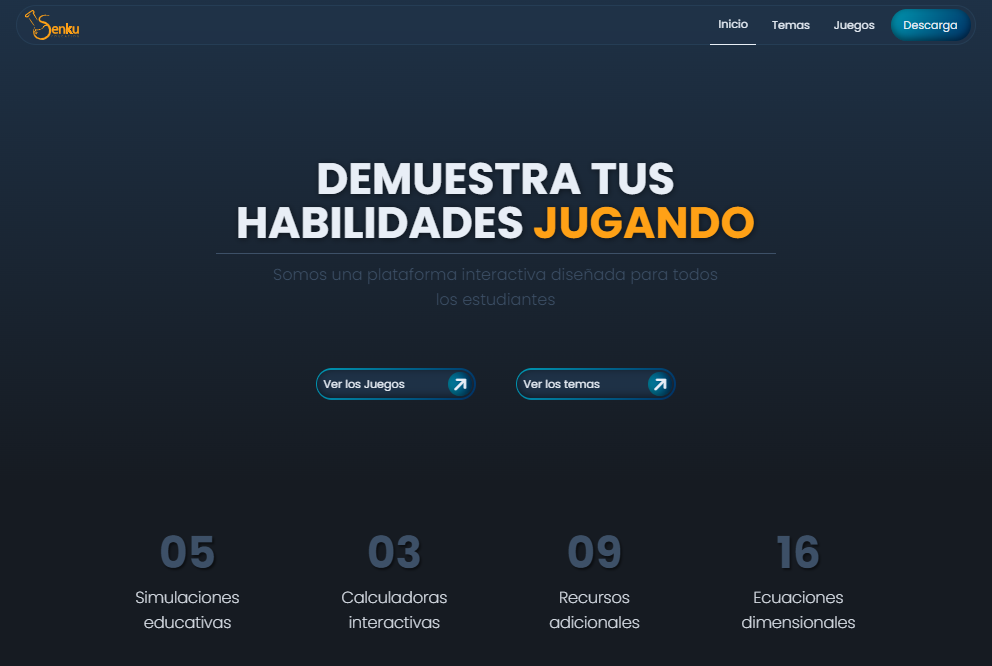 Senku
Inicio
Temas
Juegos
Descarga
DEMUESTRA TUS
HABILIDADES JUGANDO
Somos una plataforma interactiva diseñada para todos
los estudiantes
Ver los Juegos
Ver los temas
05
Simulaciones
educativas
03
Calculadoras
interactivas
09
Recursos
adicionales
16
Ecuaciones
dimensionales